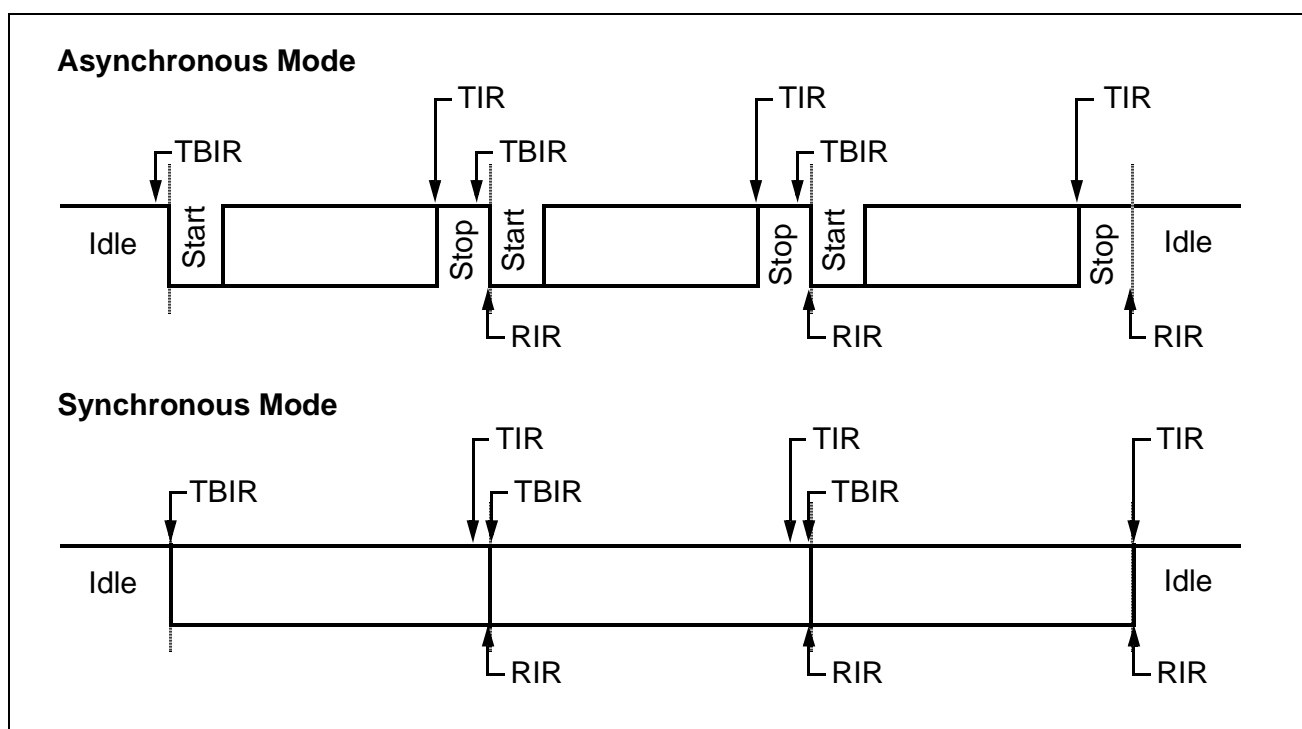 Asynchronous Mode
TIR TIR TIR
TBIR TBIR TBIR
Idle Start Stop Start Stop Start Stop Idle
RIR RIR RIR
Synchronous Mode
TIR TIR TIR
TBIR TBIR TBIR
Idle Idle
RIR RIR RIR